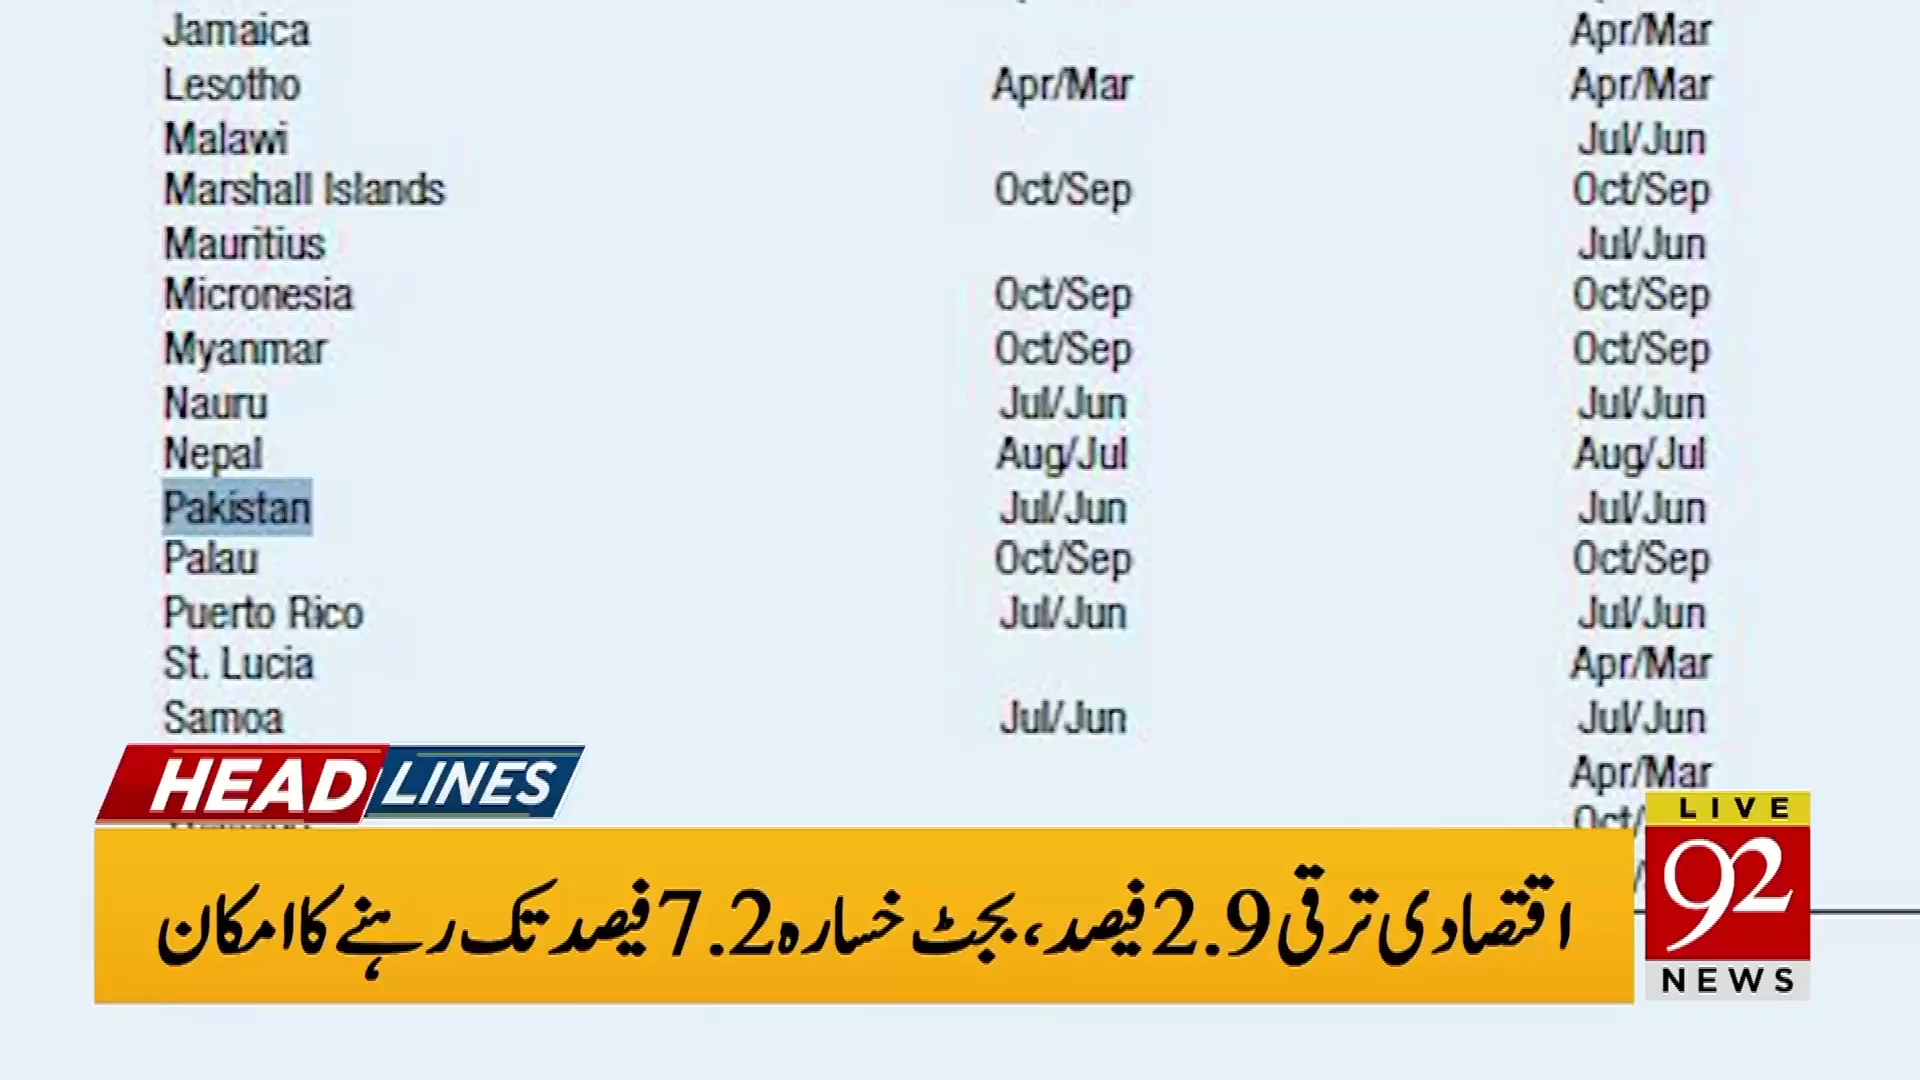 Jamaica Apr/Mar
Lesotho Apr/Mar Apr/Mar
Malawi Jul/Jun
Marshall Islands Oct/Sep Oct/Sep
Mauritius Jul/Jun
Micronesia Oct/Sep Oct/Sep
Myanmar Oct/Sep Oct/Sep
Nauru Jul/Jun Jul/Jun
Nepal Aug/Jul Aug/Jul
Pakistan Jul/Jun Jul/Jun
Palau Oct/Sep Oct/Sep
Puerto Rico Jul/Jun Jul/Jun
St. Lucia Apr/Mar
Samoa Jul/Jun Jul/Jun
Apr/Mar
Oct/
HEADLINES
اقتصادی ترقی 2.9 فیصد، بجٹ خسارہ 7.2 فیصد تک رہنے کا امکان
LIVE
92
NEWS